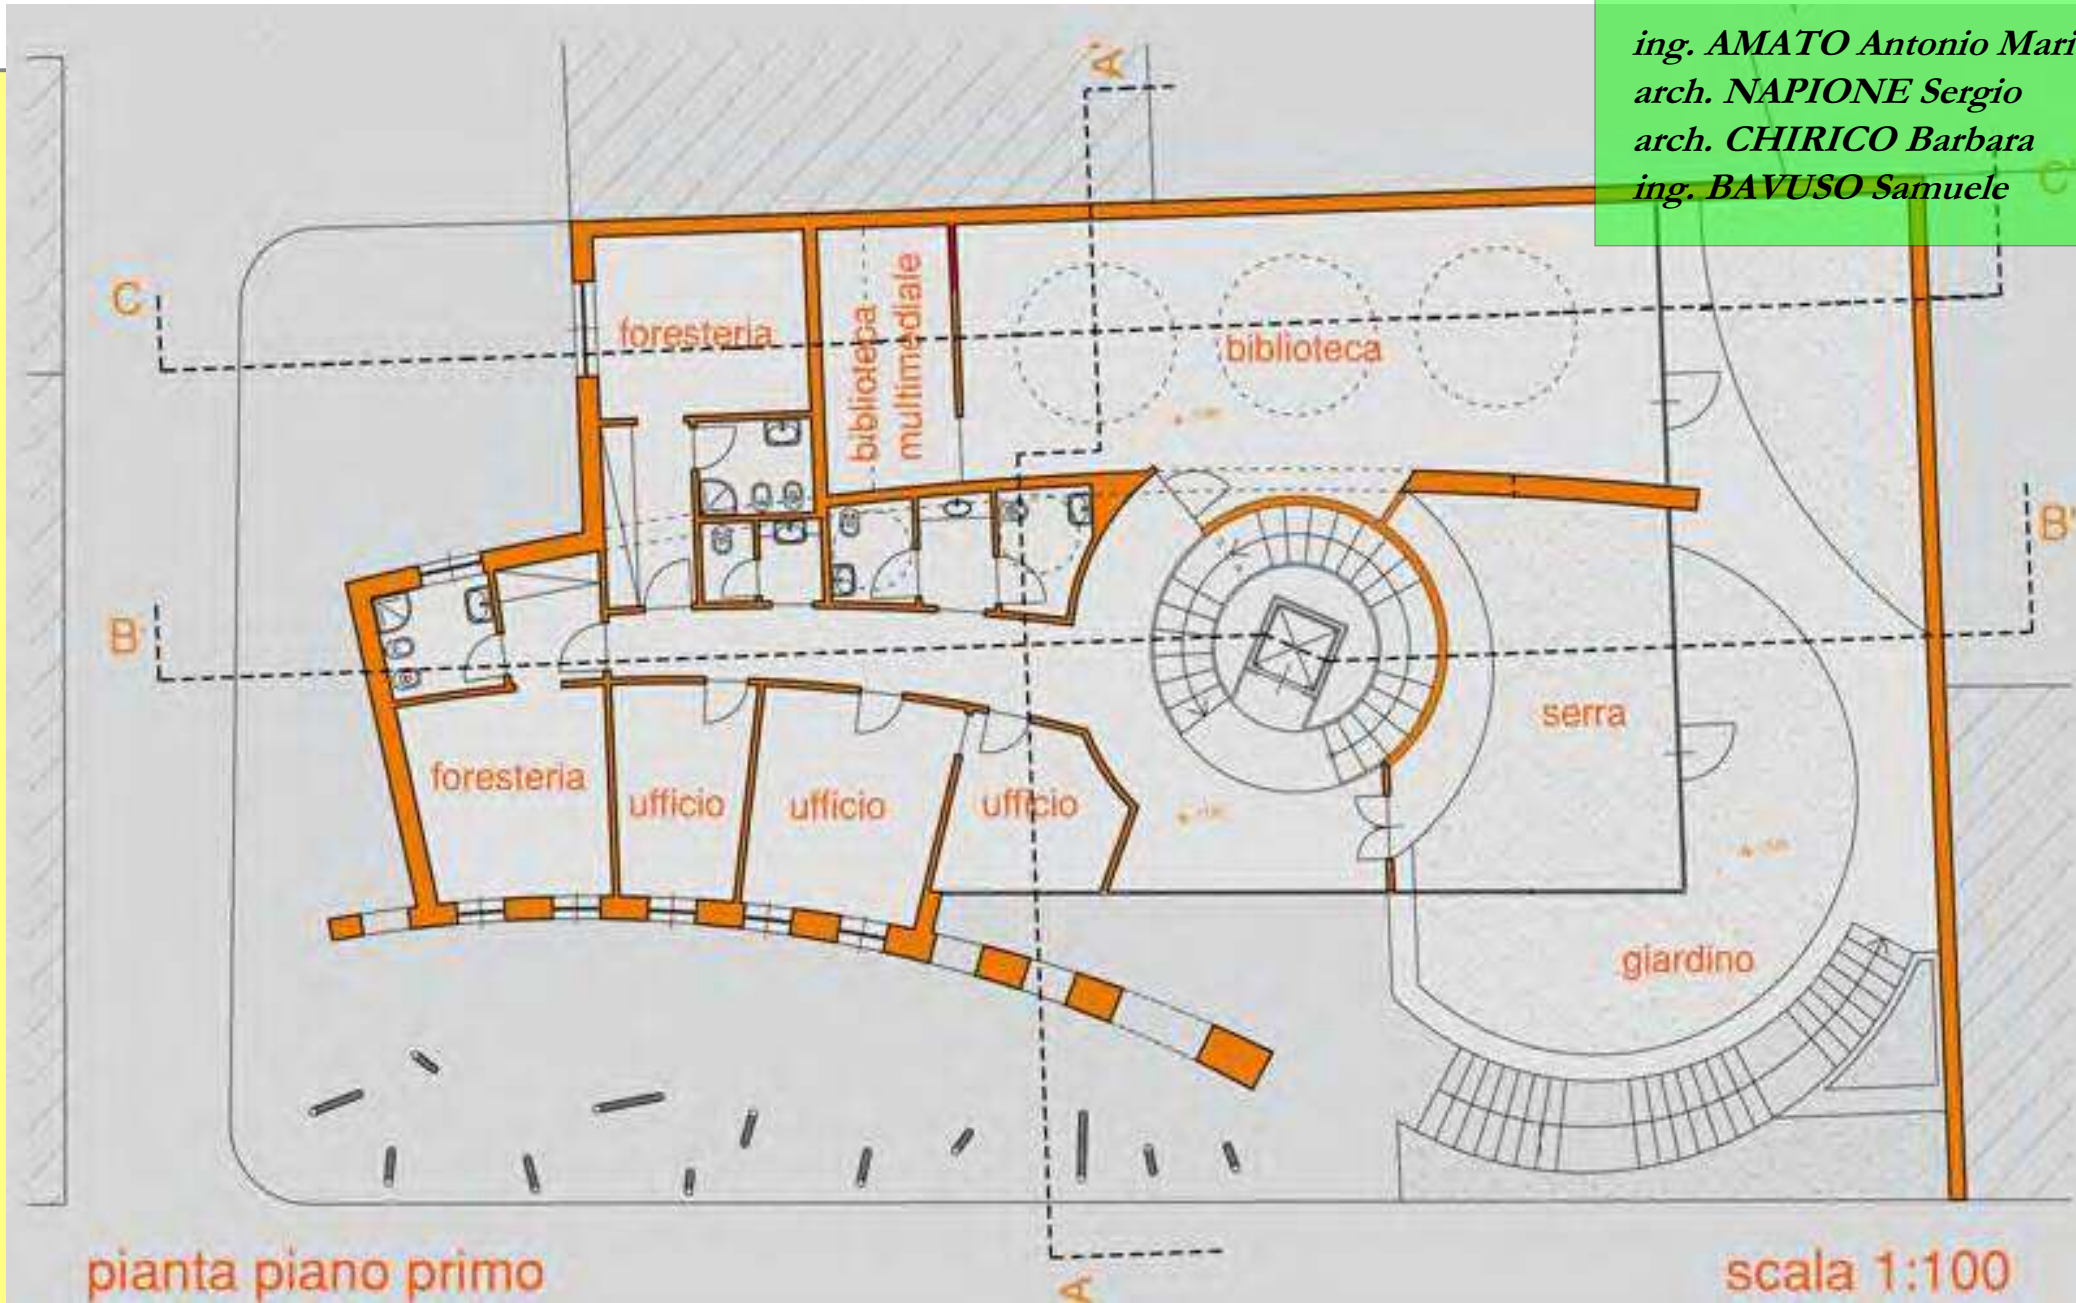 ing. AMATO Antonio Mari
arch. NAPIONE Sergio
arch. CHIRICO Barbara
ing. BAVUSO Samuele
A'
C'
C
foresteria
biblioteca
multimediale
biblioteca
B'
B
serra
foresteria
ufficio
ufficio
ufficio
giardino
pianta piano primo
A
scala 1:100